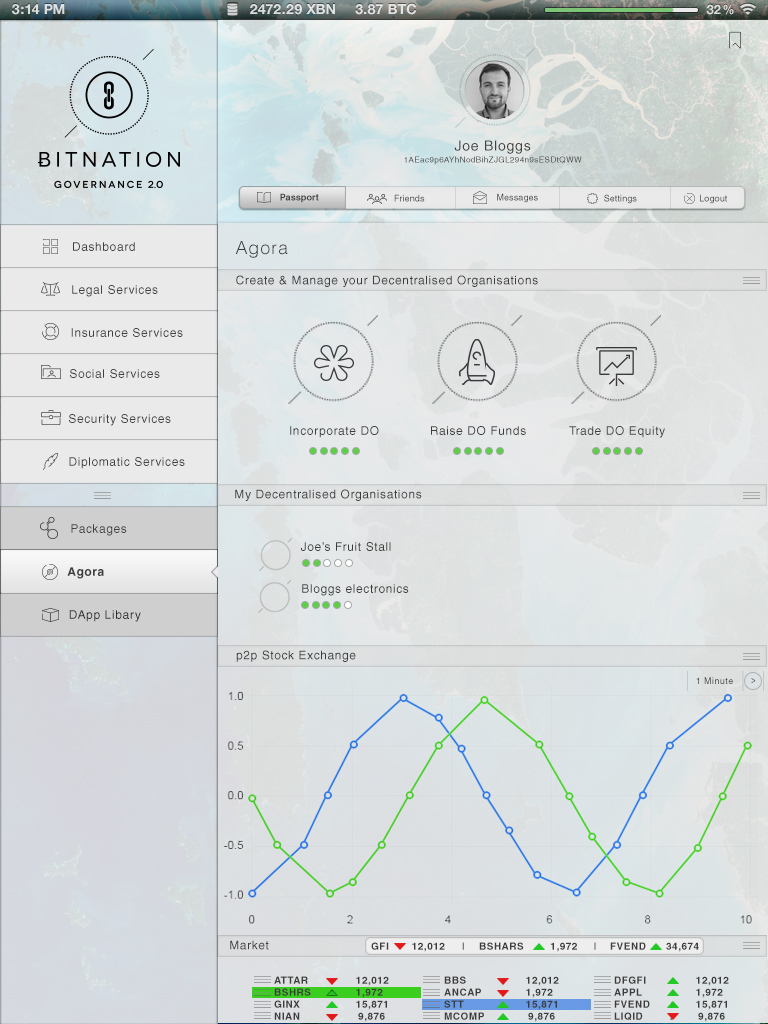 3:14 PM 2472.29 XBN 3.87 BTC 32%
BITNATION
GOVERNANCE 2.0
Joe Bloggs
1AEac9p6AYhNodBihZJGL294n9sESDtQWW
Passport Friends Messages Settings Logout
Dashboard
Legal Services
Insurance Services
Social Services
Security Services
Diplomatic Services
Packages
Agora
DApp Libary
Agora
Create & Manage your Decentralised Organisations
Incorporate DO Raise DO Funds Trade DO Equity
My Decentralised Organisations
Joe's Fruit Stall
Bloggs electronics
p2p Stock Exchange
1 Minute >
1.0
0.5
0.0
-0.5
-1.0
0 2 4 6 8 10
Market GFI 12,012 | BSHARS 1,972 | FVEND 34,674
ATTAR 12,012 BBS 12,012 DFGFI 12,012
BSHRS 1,972 ANCAP 1,972 APPL 1,972
GINX 15,871 STT 15,871 FVEND 15,871
NIAN 9,876 MCOMP 9,876 LIQID 9,876